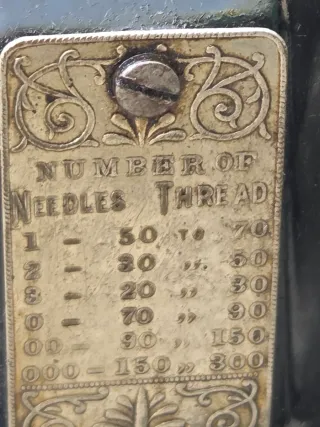 NUMBER OF
NEEDLES THREAD
1 - 50 TO 70
2 - 30 " 50
3 - 20 " 30
0 - 70 " 90
00 - 90 " 150
000 - 150 " 300